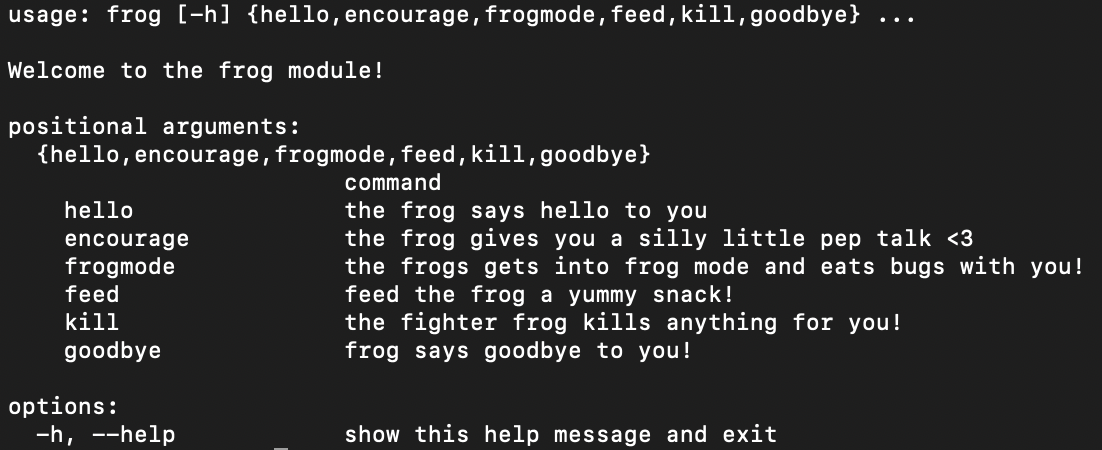 usage: frog [-h] {hello,encourage,frogmode,feed,kill,goodbye} ...
Welcome to the frog module!
positional arguments:
{hello,encourage,frogmode,feed,kill,goodbye}
command
hello the frog says hello to you
encourage the frog gives you a silly little pep talk <3
frogmode the frogs gets into frog mode and eats bugs with you!
feed feed the frog a yummy snack!
kill the fighter frog kills anything for you!
goodbye frog says goodbye to you!
options:
-h, --help show this help message and exit